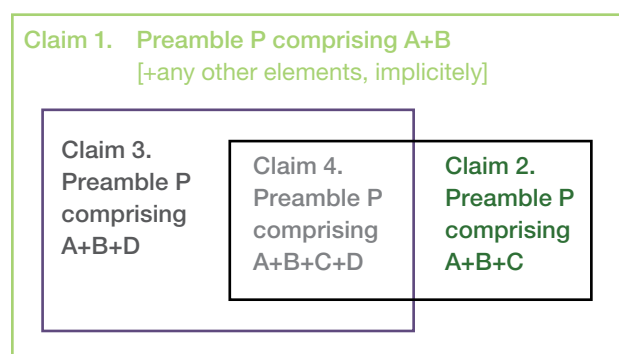 Claim 1. Preamble P comprising A+B
[+any other elements, implicitely]
Claim 3.
Preamble P
comprising
A+B+D
Claim 4.
Preamble P
comprising
A+B+C+D
Claim 2.
Preamble P
comprising
A+B+C